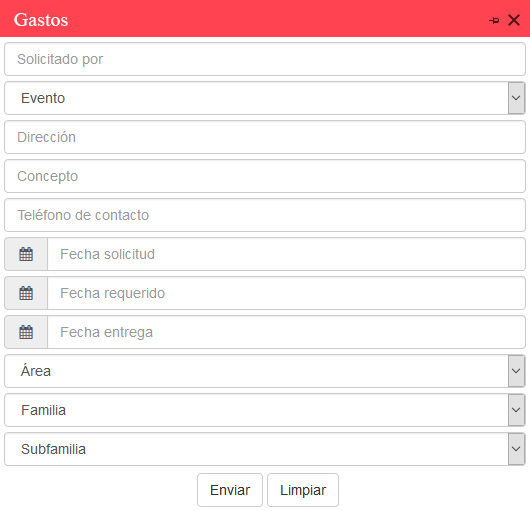 Gastos
Solicitado por
Evento
Dirección
Concepto
Teléfono de contacto
Fecha solicitud
Fecha requerido
Fecha entrega
Área
Familia
Subfamilia
Enviar Limpiar